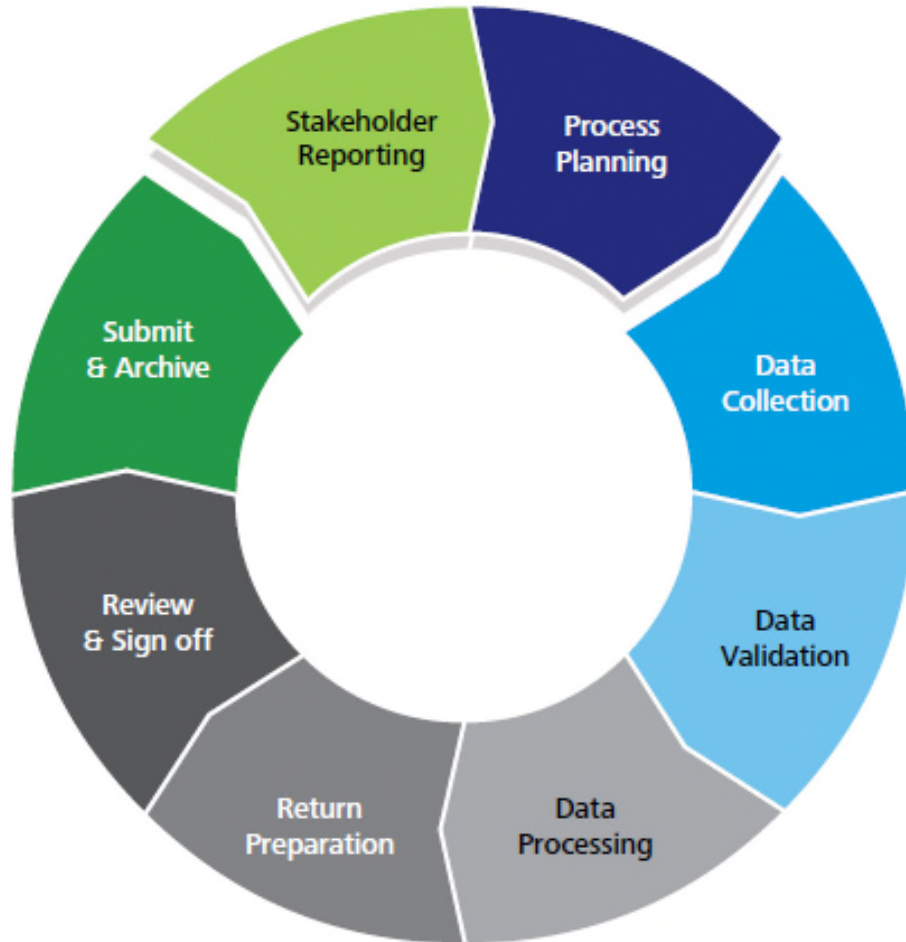 Stakeholder
Reporting
Process
Planning
Data
Collection
Data
Validation
Data
Processing
Return
Preparation
Review
& Sign off
Submit
& Archive